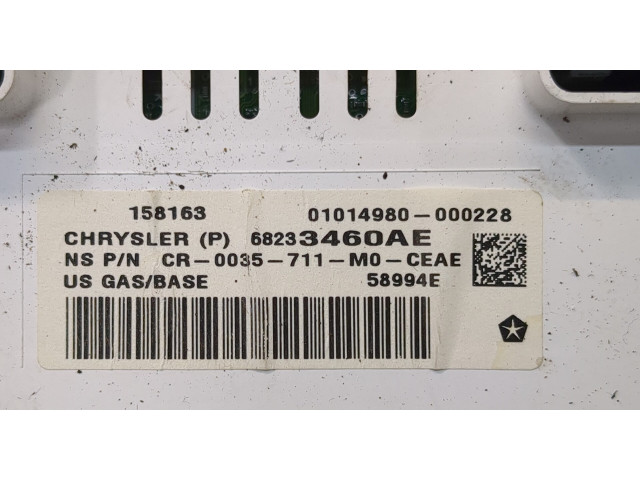 158163 01014980-000228
CHRYSLER (P) 68233460AE
NS P/N CR-0035-711-M0-CEAE
US GAS/BASE 58994E